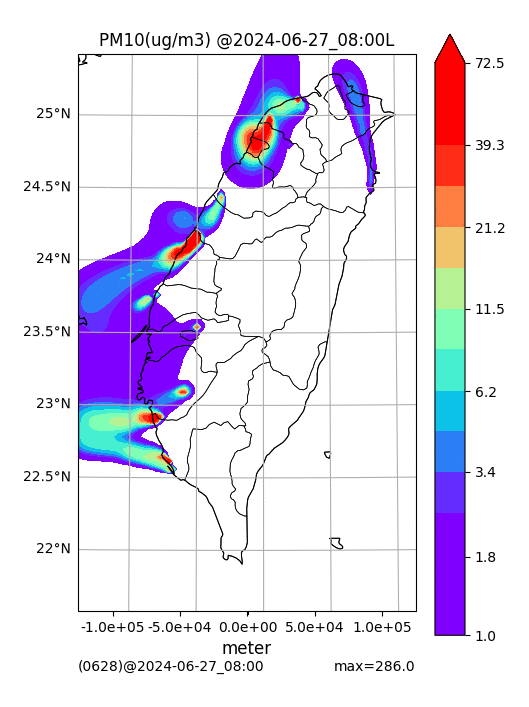 PM10(ug/m3) @2024-06-27_08:00L
25°N
24.5°N
24°N
23.5°N
23°N
22.5°N
22°N
-1.0e+05 -5.0e+04 0.0e+00 5.0e+04 1.0e+05
meter
(0628)@2024-06-27_08:00 max=286.0
72.5
39.3
21.2
11.5
6.2
3.4
1.8
1.0